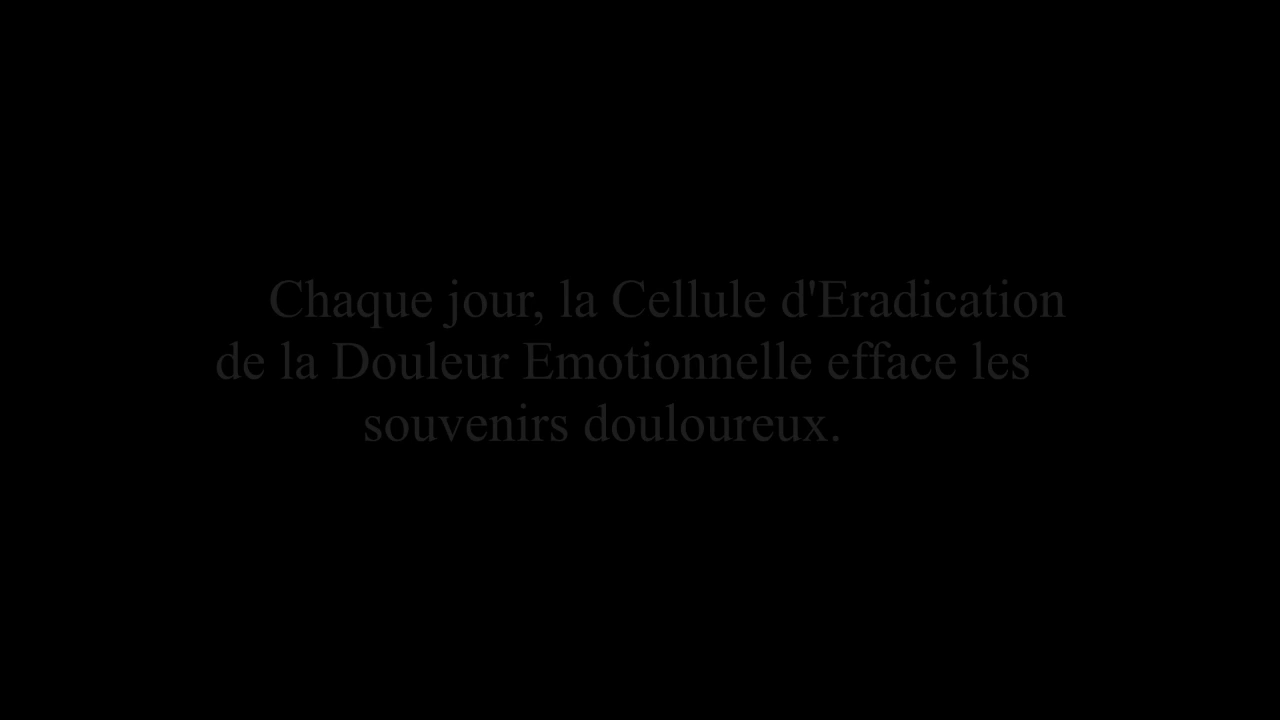 Chaque jour, la Cellule d'Eradication
de la Douleur Emotionnelle efface les
souvenirs douloureux.